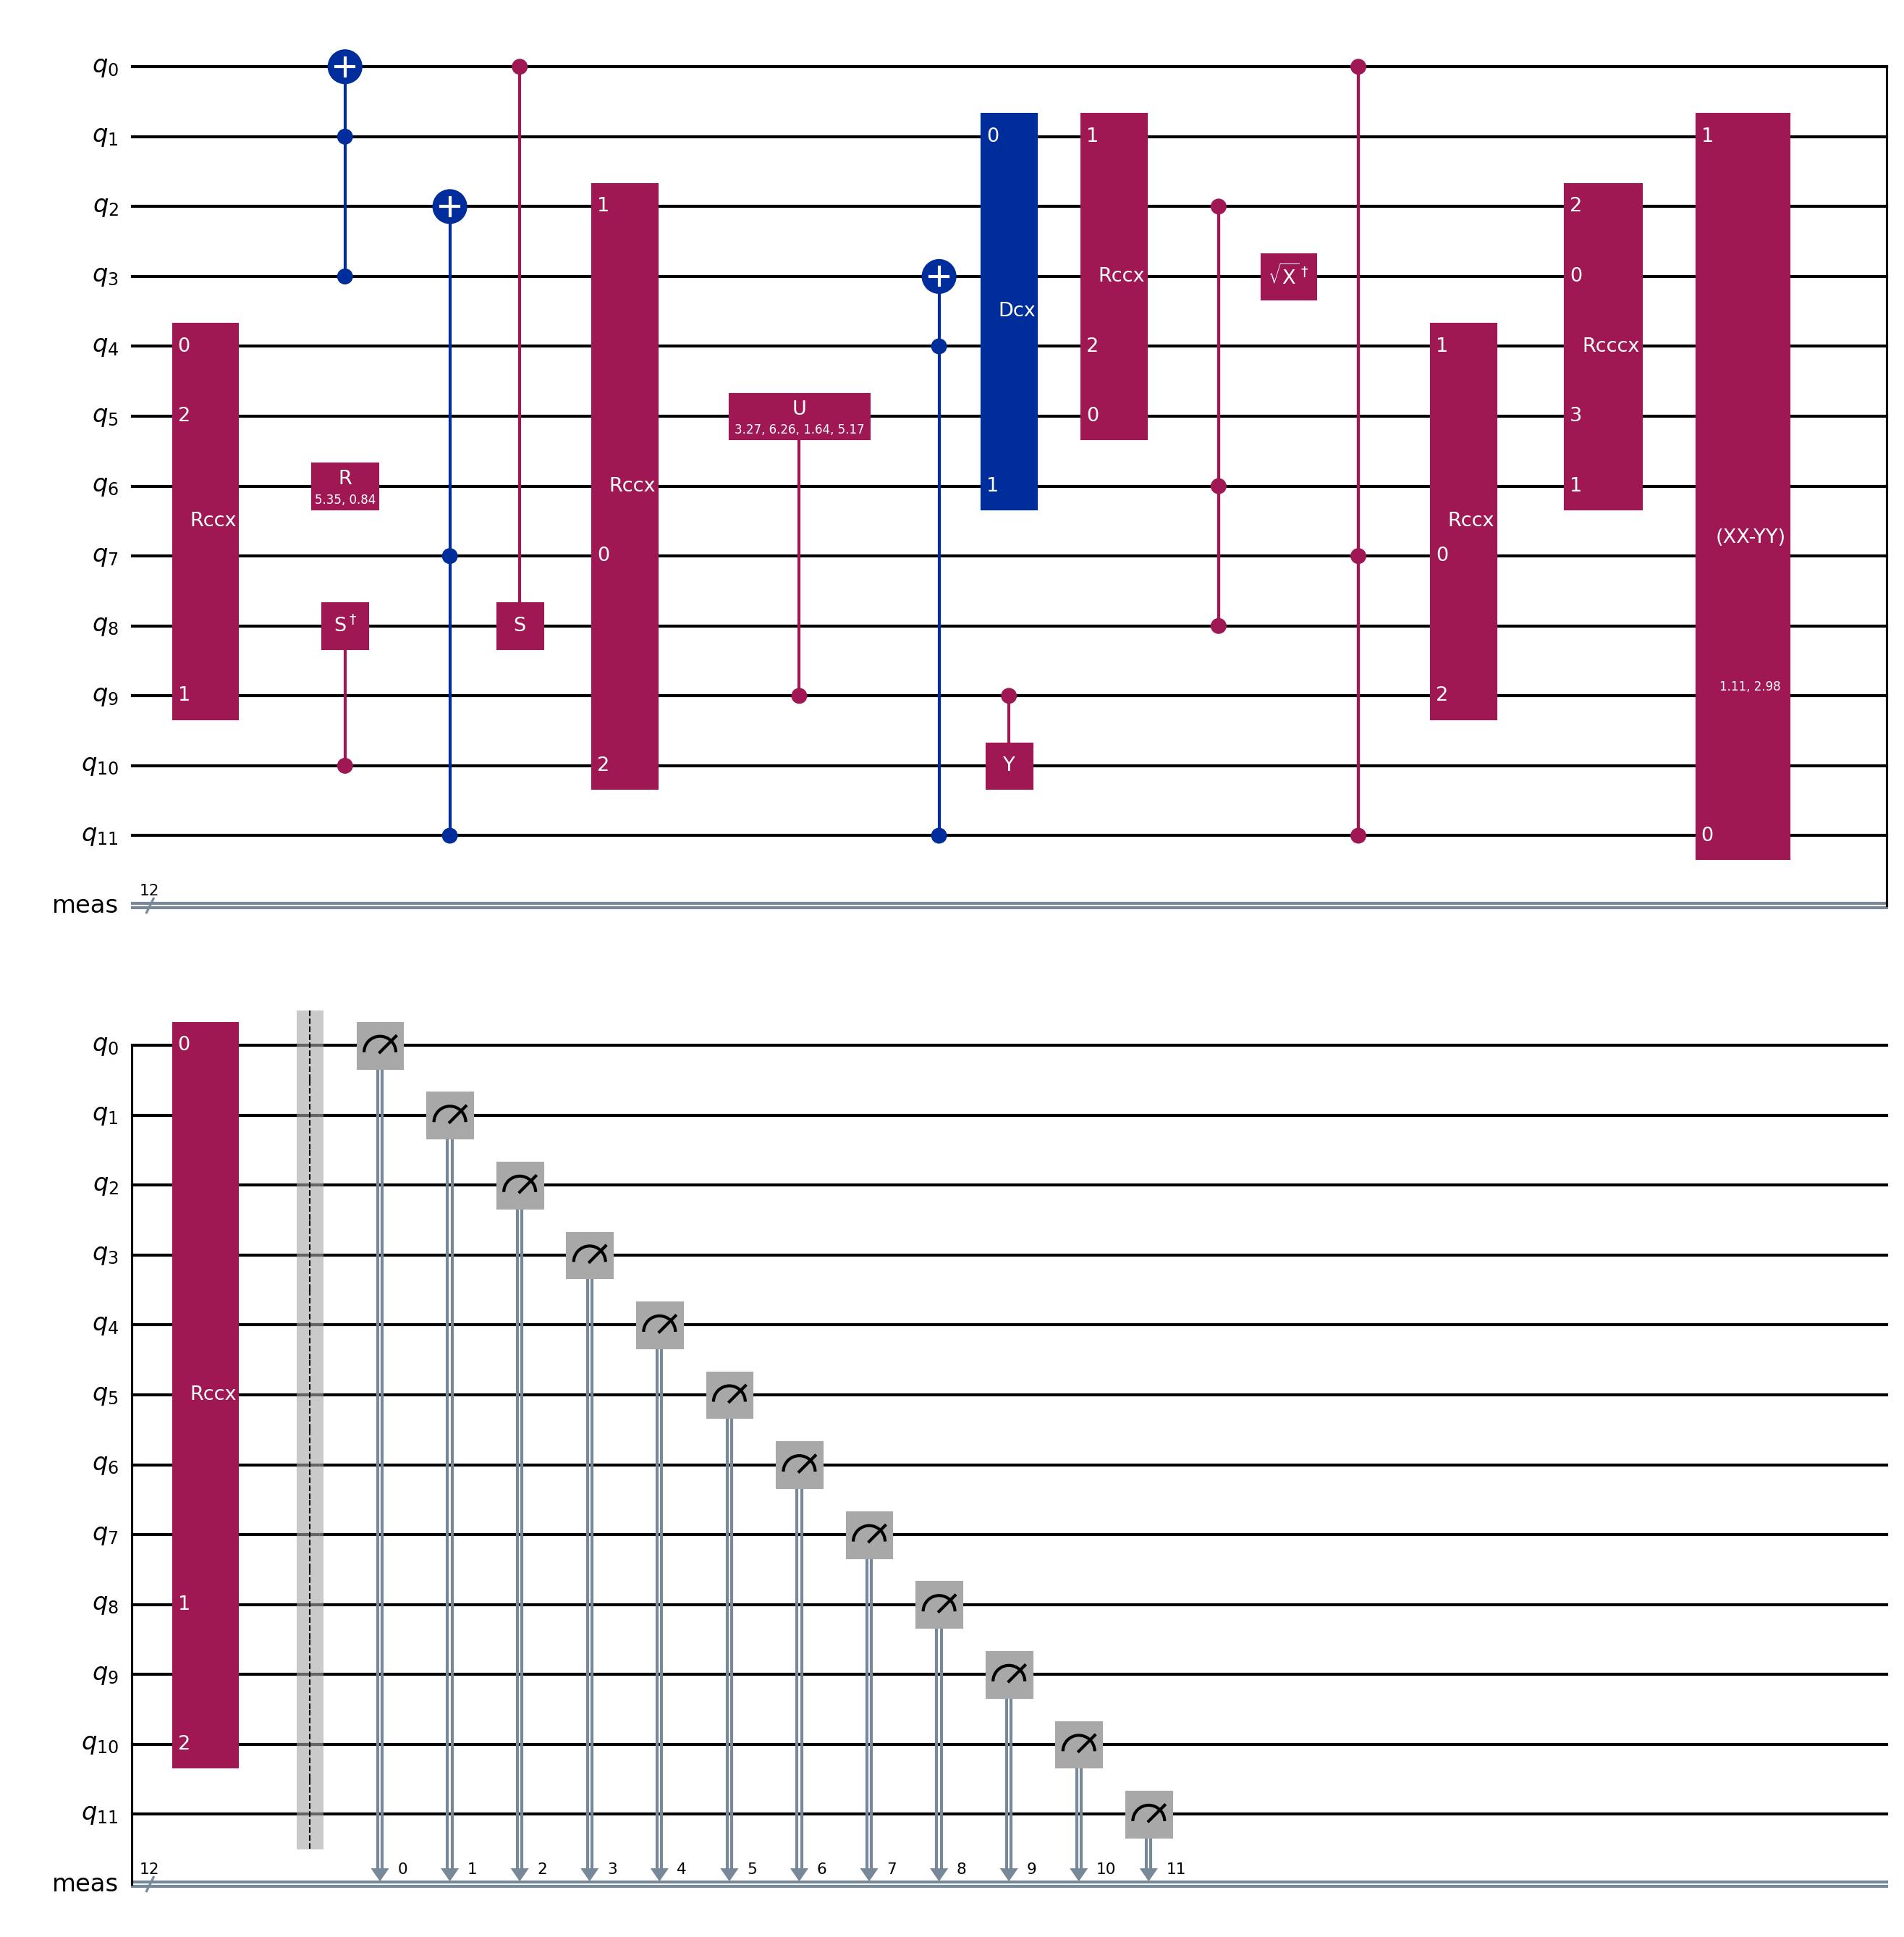 q0
q1 0 1 1
q2 1 2
q3 Rccx √X† 0
q4 0 Dcx 2 1 Rcccx
q5 2 U 3.27, 6.26, 1.64, 5.17 0 3
q6 R 5.35, 0.84 Rccx 1 1
Rccx Rccx (XX-YY)
q7 0 0
q8 S† S
q9 1 2 1.11, 2.98
q10 2 Y
q11 0
meas 12
q0 0
q1
q2
q3
q4
q5 Rccx
q6
q7
q8 1
q9
q10 2
q11
meas 12 0 1 2 3 4 5 6 7 8 9 10 11